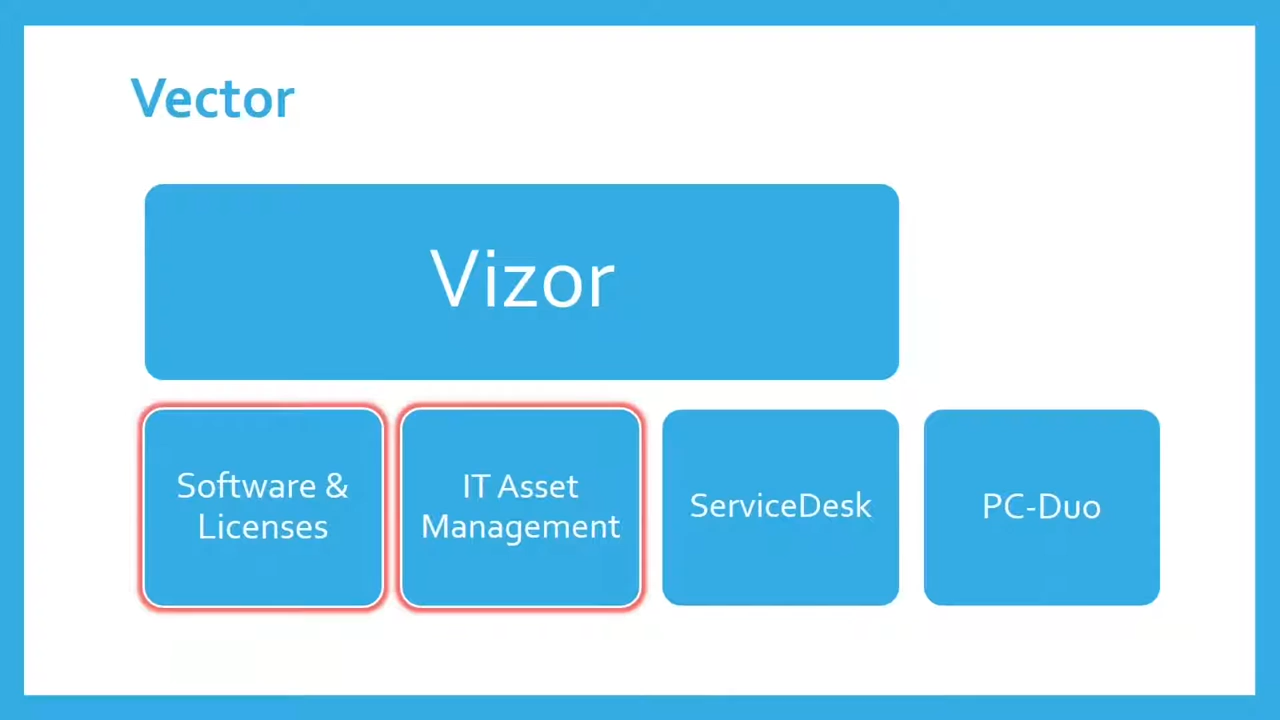 Vector
Vizor
Software &
Licenses
IT Asset
Management
ServiceDesk
PC-Duo